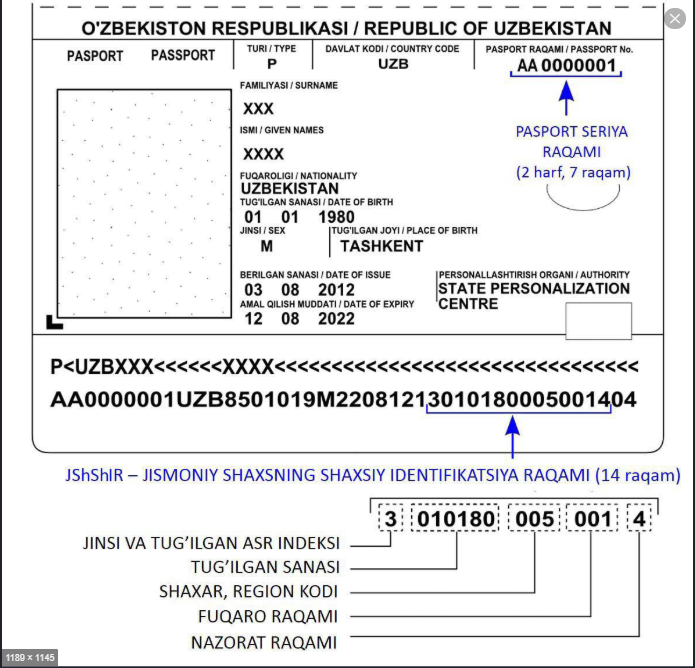 O'ZBEKISTON RESPUBLIKASI / REPUBLIC OF UZBEKISTAN
PASPORT PASSPORT
TURI / TYPE
P
DAVLAT KODI / COUNTRY CODE
UZB
PASPORT RAQAMI / PASSPORT No.
AA 0000001
PASPORT SERIYA
RAQAMI
(2 harf, 7 raqam)
FAMILIYASI / SURNAME
XXX
ISMI / GIVEN NAMES
XXXX
FUQAROLIGI / NATIONALITY
UZBEKISTAN
TUG'ILGAN SANASI / DATE OF BIRTH
01 01 1980
JINSI / SEX
M
TUG'ILGAN JOYI / PLACE OF BIRTH
TASHKENT
BERILGAN SANASI / DATE OF ISSUE
03 08 2012
AMAL QILISH MUDDATI / DATE OF EXPIRY
12 08 2022
PERSONALLASHTIRISH ORGANI / AUTHORITY
STATE PERSONALIZATION
CENTRE
P<UZBXXX<<<<<<XXXX<<<<<<<<<<<<<<<<<<<<<<<<<<<<<<
AA0000001UZB8501019M22081213010180005001404
JShShIR – JISMONIY SHAXSNING SHAXSIY IDENTIFIKATSIYA RAQAMI (14 raqam)
3 010180 005 001 4
JINSI VA TUG’ILGAN ASR INDEKSI
TUG’ILGAN SANASI
SHAXAR, REGION KODI
FUQARO RAQAMI
NAZORAT RAQAMI
1189 × 1145